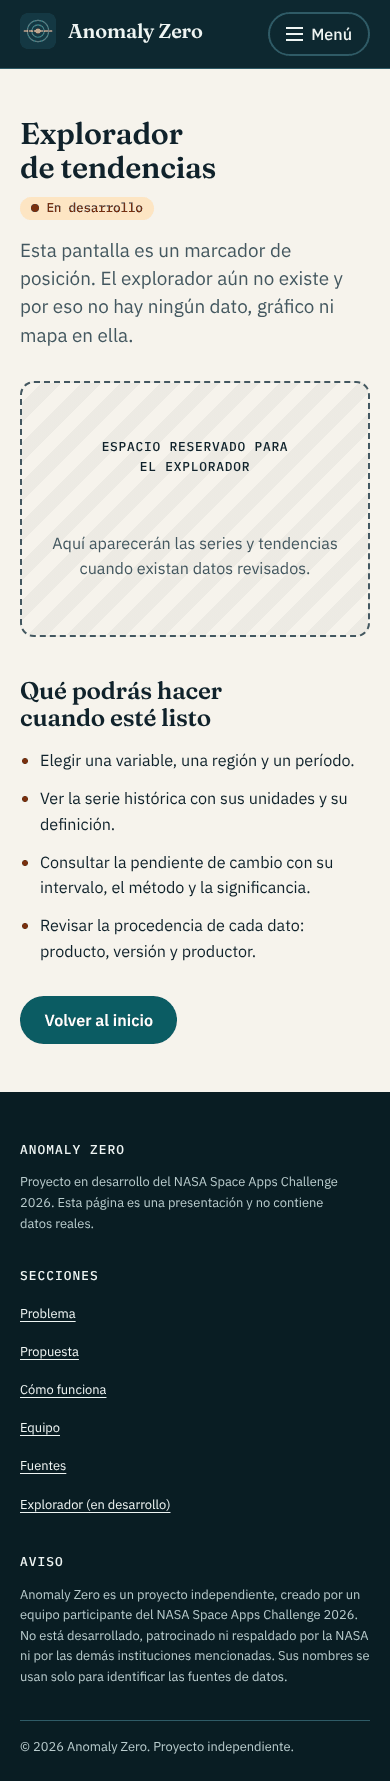 Anomaly Zero
Menú
Explorador
de tendencias
En desarrollo
Esta pantalla es un marcador de
posición. El explorador aún no existe y
por eso no hay ningún dato, gráfico ni
mapa en ella.
ESPACIO RESERVADO PARA
EL EXPLORADOR
Aquí aparecerán las series y tendencias
cuando existan datos revisados.
Qué podrás hacer
cuando esté listo
Elegir una variable, una región y un período.
Ver la serie histórica con sus unidades y su
definición.
Consultar la pendiente de cambio con su
intervalo, el método y la significancia.
Revisar la procedencia de cada dato:
producto, versión y productor.
Volver al inicio
ANOMALY ZERO
Proyecto en desarrollo del NASA Space Apps Challenge
2026. Esta página es una presentación y no contiene
datos reales.
SECCIONES
Problema
Propuesta
Cómo funciona
Equipo
Fuentes
Explorador (en desarrollo)
AVISO
Anomaly Zero es un proyecto independiente, creado por un
equipo participante del NASA Space Apps Challenge 2026.
No está desarrollado, patrocinado ni respaldado por la NASA
ni por las demás instituciones mencionadas. Sus nombres se
usan solo para identificar las fuentes de datos.
© 2026 Anomaly Zero. Proyecto independiente.